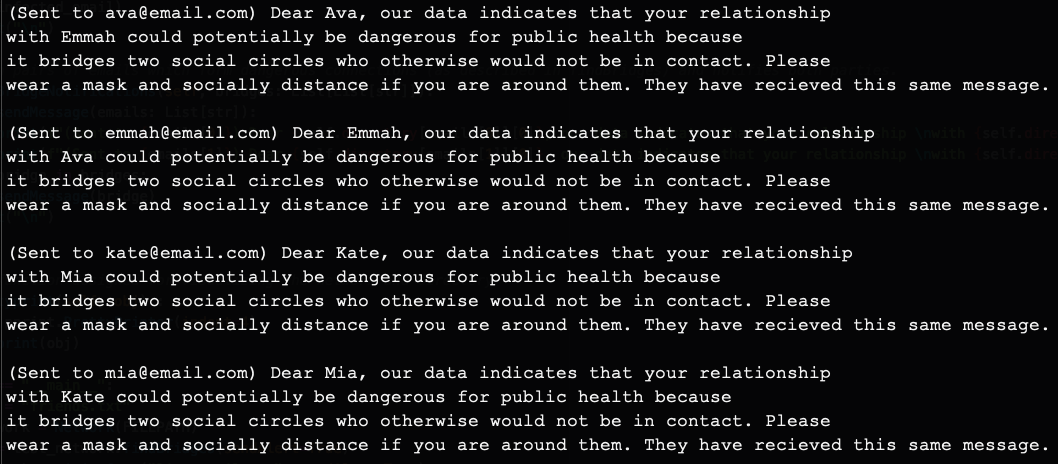 (Sent to ava@email.com) Dear Ava, our data indicates that your relationship
with Emmah could potentially be dangerous for public health because
it bridges two social circles who otherwise would not be in contact. Please
wear a mask and socially distance if you are around them. They have recieved this same message.
(Sent to emmah@email.com) Dear Emmah, our data indicates that your relationship
with Ava could potentially be dangerous for public health because
it bridges two social circles who otherwise would not be in contact. Please
wear a mask and socially distance if you are around them. They have recieved this same message.
(Sent to kate@email.com) Dear Kate, our data indicates that your relationship
with Mia could potentially be dangerous for public health because
it bridges two social circles who otherwise would not be in contact. Please
wear a mask and socially distance if you are around them. They have recieved this same message.
(Sent to mia@email.com) Dear Mia, our data indicates that your relationship
with Kate could potentially be dangerous for public health because
it bridges two social circles who otherwise would not be in contact. Please
wear a mask and socially distance if you are around them. They have recieved this same message.